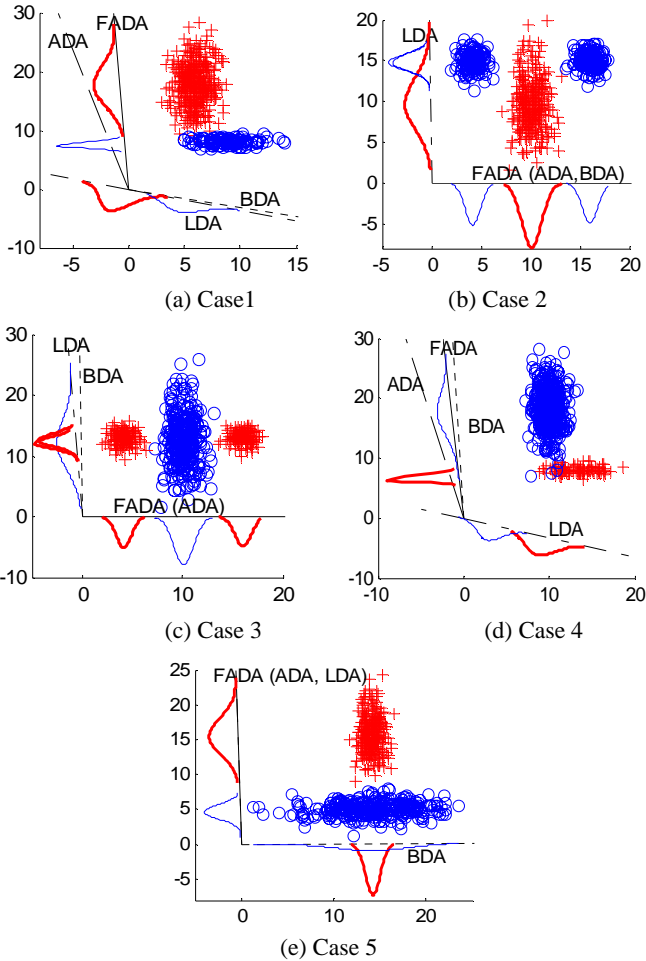 30
FADA
ADA
20
10
0
BDA
LDA
-10
-5 0 5 10 15
(a) Case1
20
LDA
15
10
5
FADA (ADA,BDA)
0
-5
-5 0 5 10 15 20
(b) Case 2
30
LDA
BDA
20
10
FADA (ADA)
0
-10
0 10 20
(c) Case 3
30
FADA
ADA
20
BDA
10
0
LDA
-10
-10 0 10 20
(d) Case 4
25
FADA (ADA, LDA)
20
15
10
5
0
BDA
-5
0 10 20
(e) Case 5